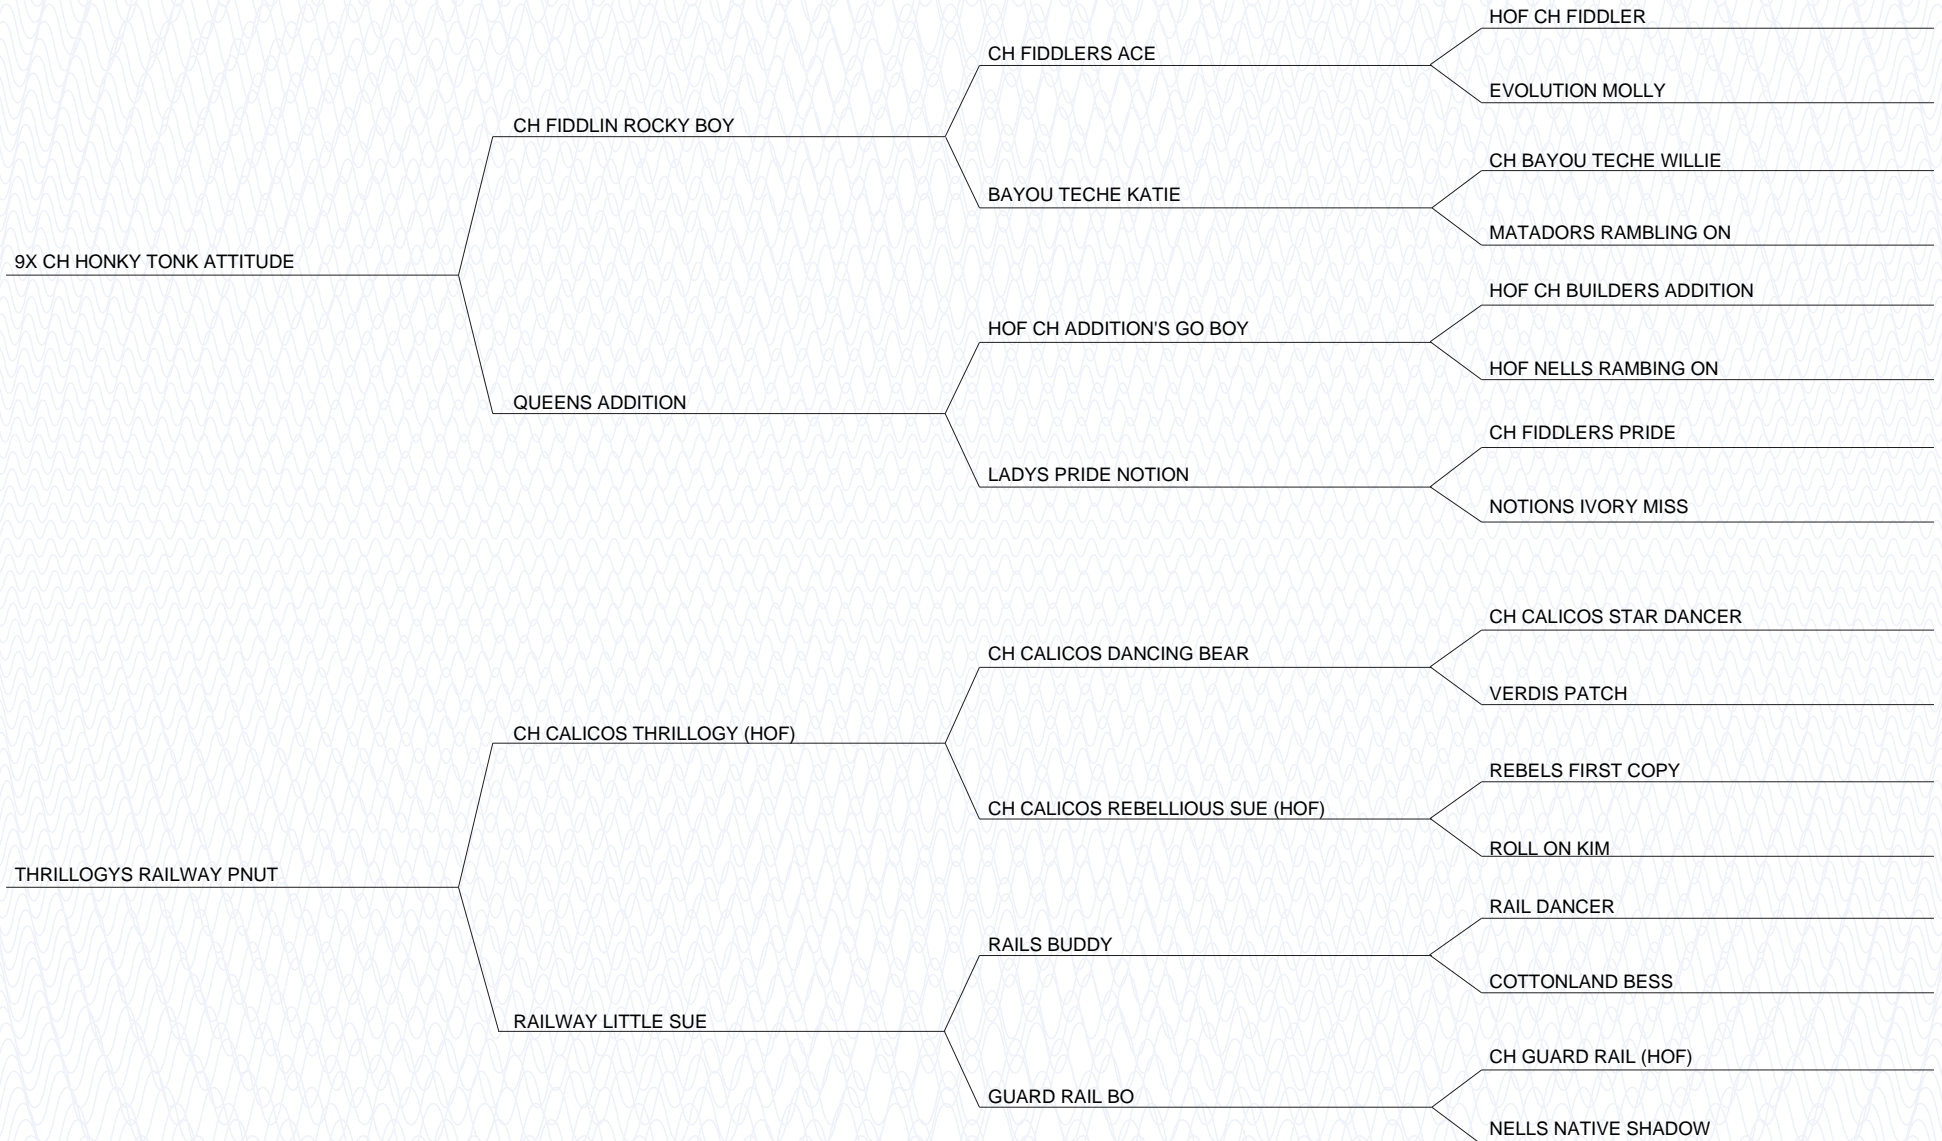 HOF CH FIDDLER
CH FIDDLERS ACE
EVOLUTION MOLLY
CH FIDDLIN ROCKY BOY
CH BAYOU TECHE WILLIE
BAYOU TECHE KATIE
MATADORS RAMBLING ON
9X CH HONKY TONK ATTITUDE
HOF CH BUILDERS ADDITION
HOF CH ADDITION'S GO BOY
HOF NELLS RAMBING ON
QUEENS ADDITION
CH FIDDLERS PRIDE
LADYS PRIDE NOTION
NOTIONS IVORY MISS
CH CALICOS STAR DANCER
CH CALICOS DANCING BEAR
VERDIS PATCH
CH CALICOS THRILLOGY (HOF)
REBELS FIRST COPY
CH CALICOS REBELLIOUS SUE (HOF)
ROLL ON KIM
THRILLOGYS RAILWAY PNUT
RAIL DANCER
RAILS BUDDY
COTTONLAND BESS
RAILWAY LITTLE SUE
CH GUARD RAIL (HOF)
GUARD RAIL BO
NELLS NATIVE SHADOW